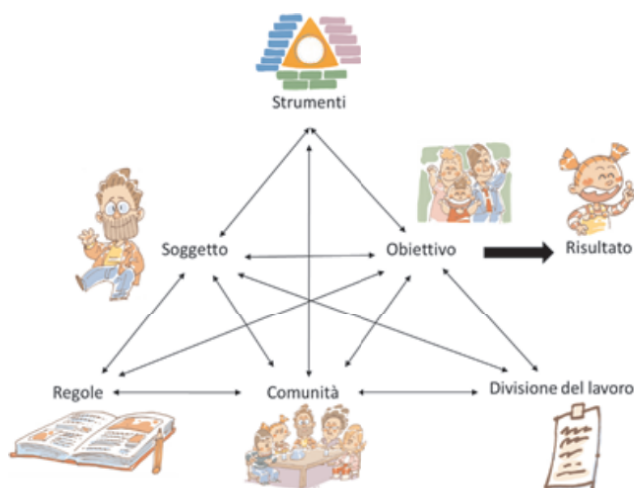 Strumenti
Soggetto
Obiettivo
Risultato
Regole
Comunità
Divisione del lavoro